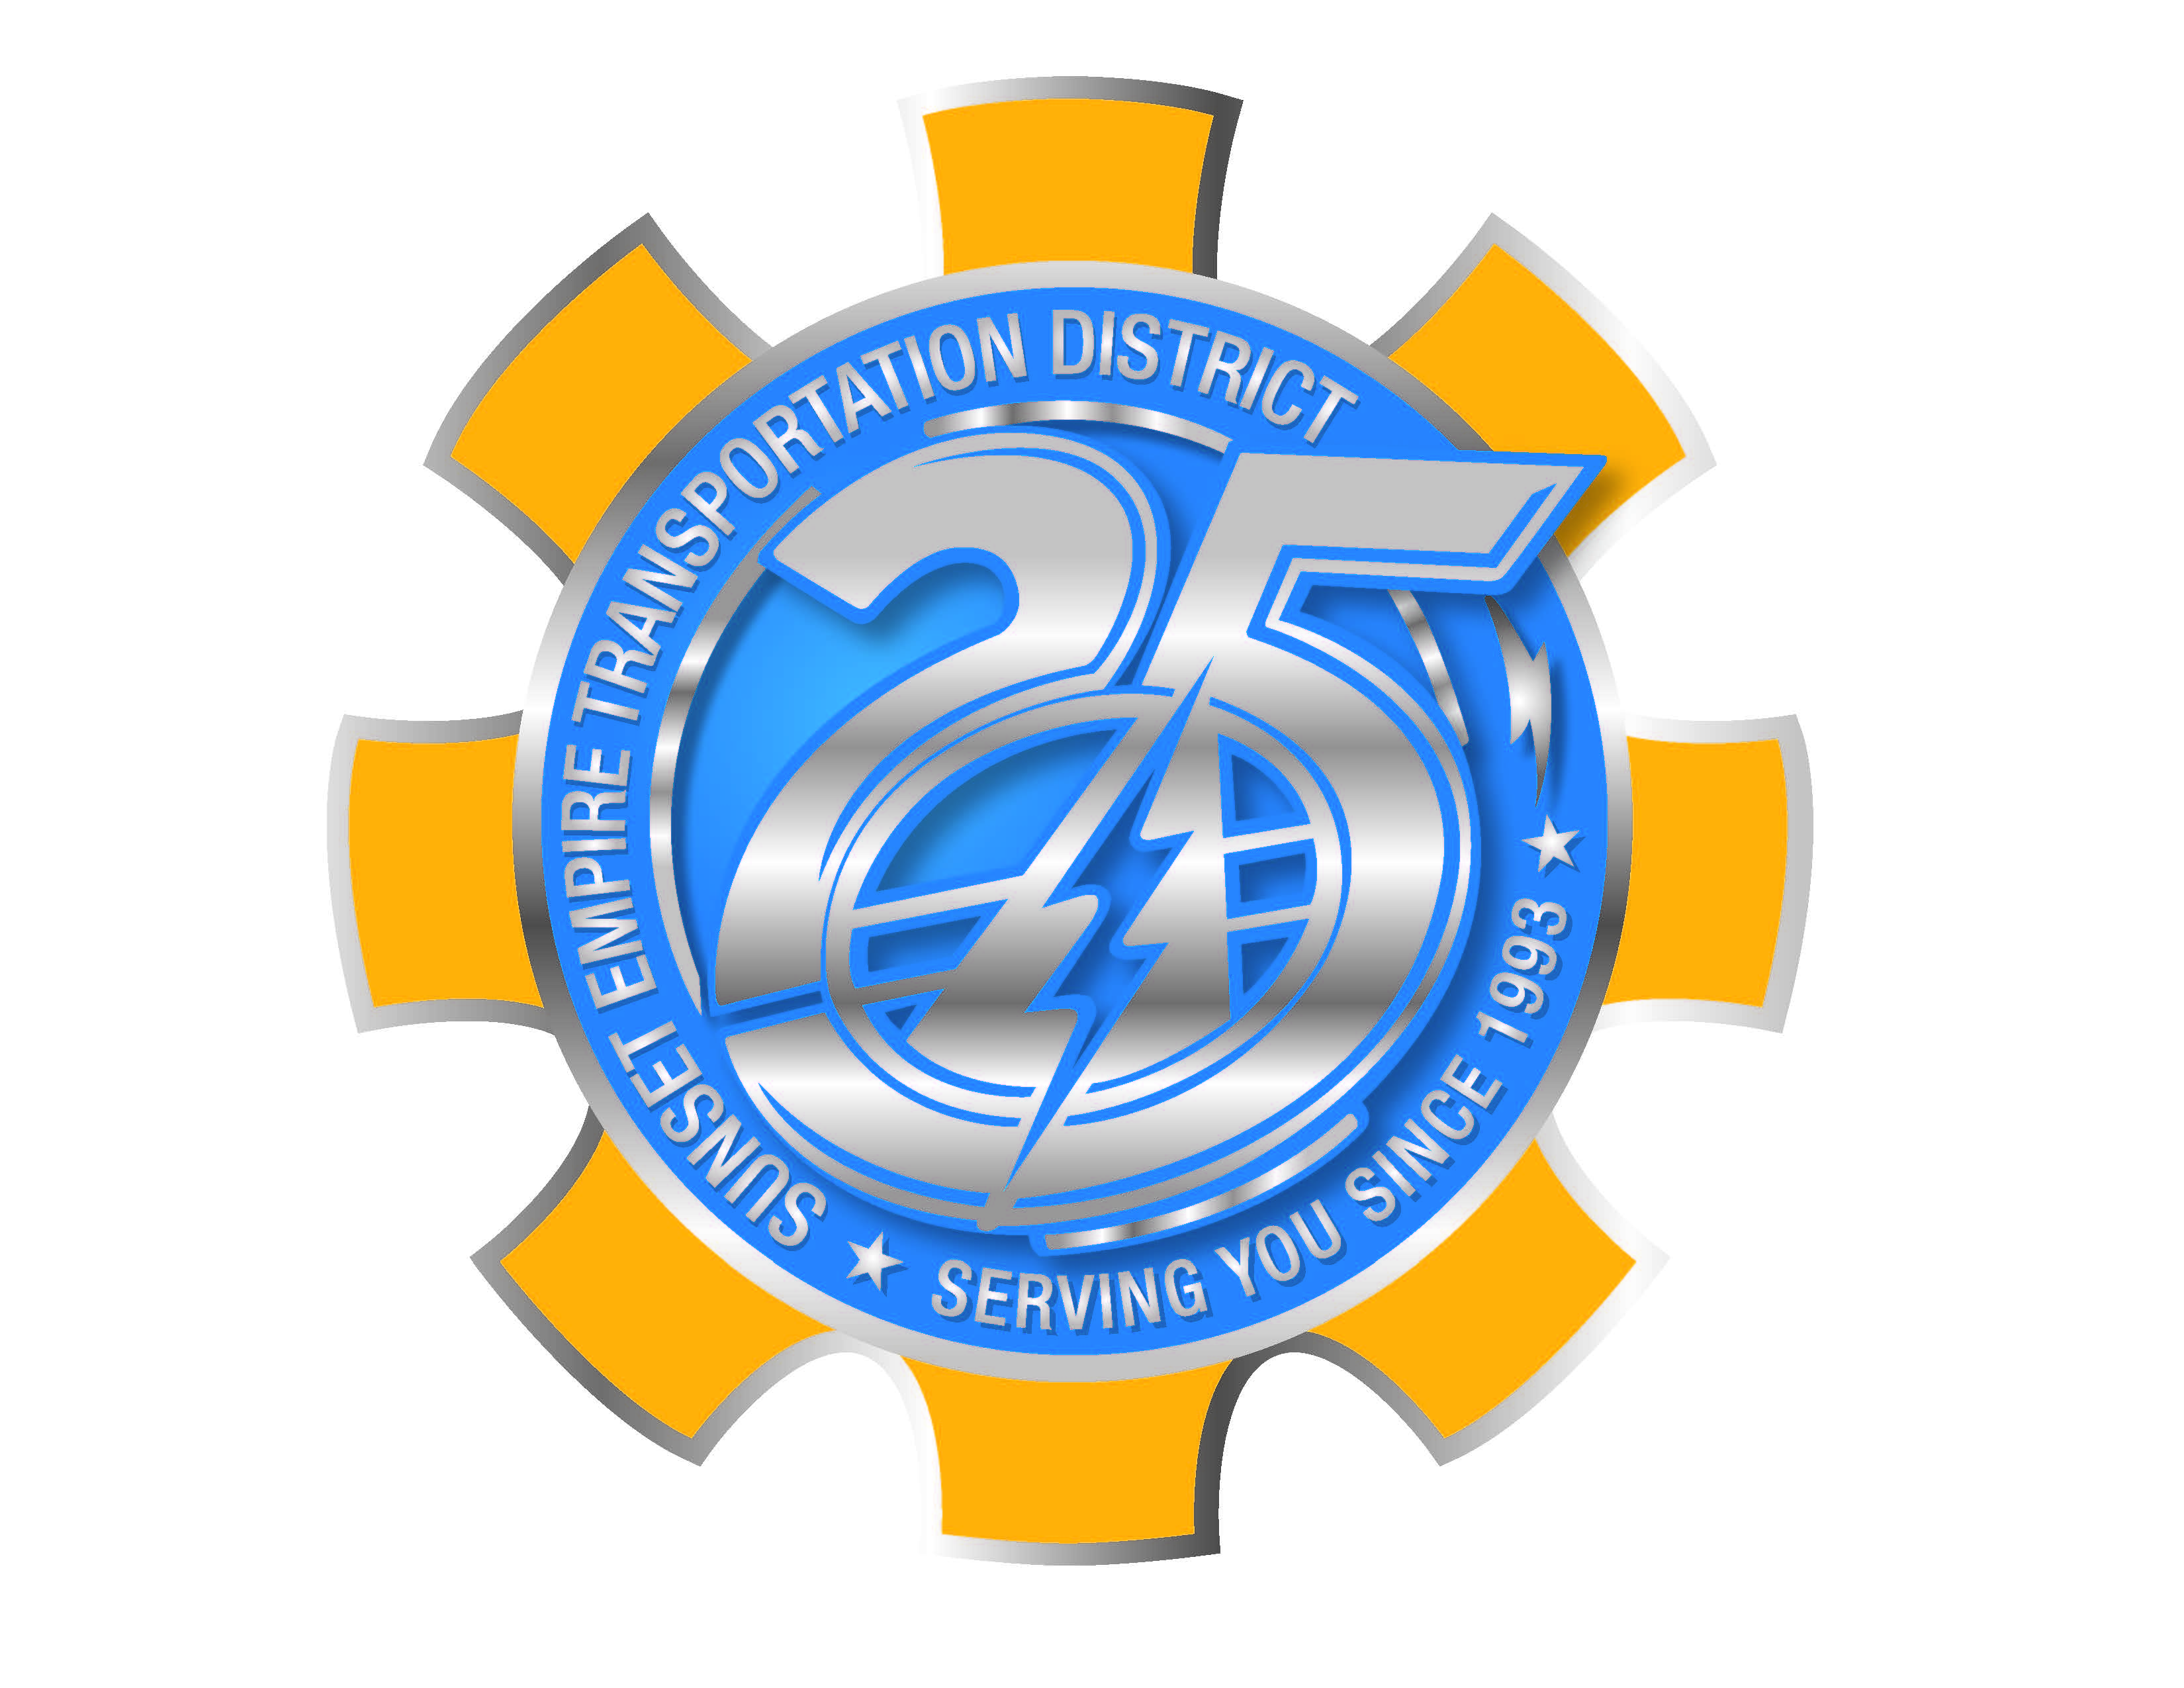 SUNSET EMPIRE TRANSPORTATION DISTRICT
25
SERVING YOU SINCE 1993